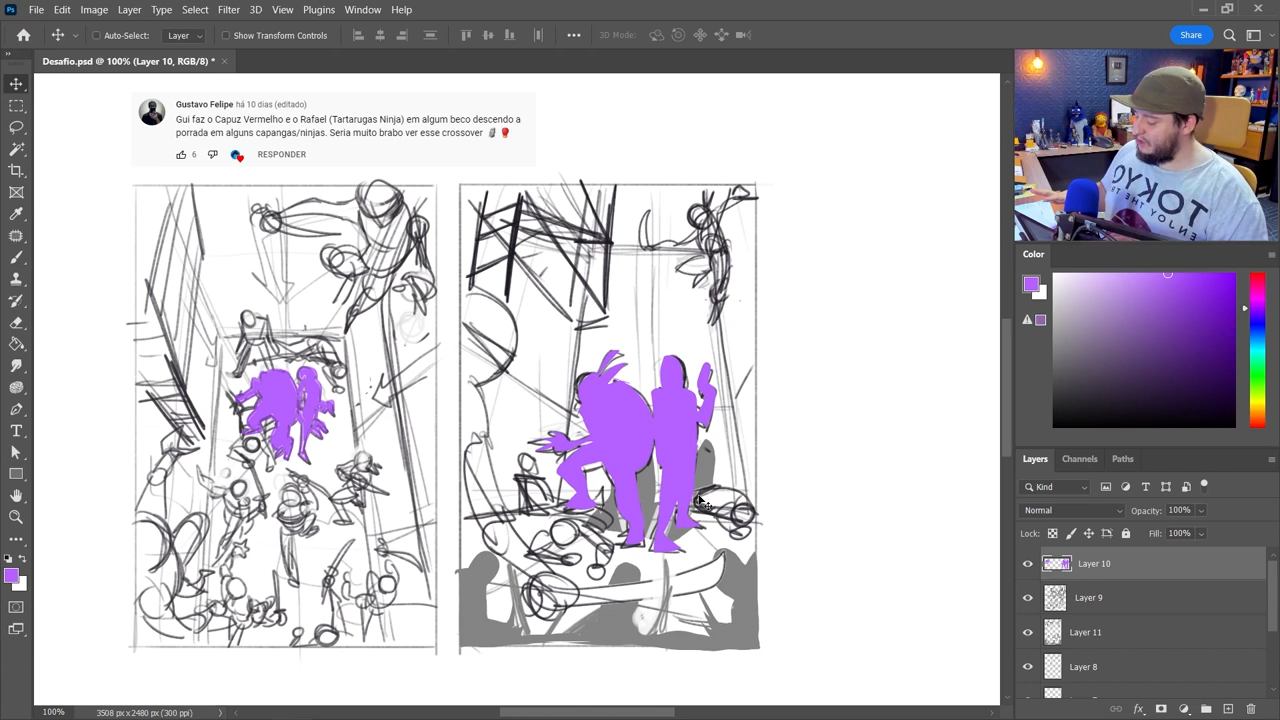 File Edit Image Layer Type Select Filter 3D View Plugins Window Help
Auto-Select: Layer Show Transform Controls 3D Mode: Share
Desafio.psd @ 100% (Layer 10, RGB/8) *
Gustavo Felipe há 10 dias (editado)
Gui faz o Capuz Vermelho e o Rafael (Tartarugas Ninja) em algum beco descendo a
porrada em alguns capangas/ninjas. Seria muito brabo ver esse crossover
6 RESPONDER
TOKYO
Color
Layers Channels Paths
Kind
Normal Opacity: 100%
Lock: Fill: 100%
Layer 10
Layer 9
Layer 11
Layer 8
100% 3508 px x 2480 px (300 ppi)